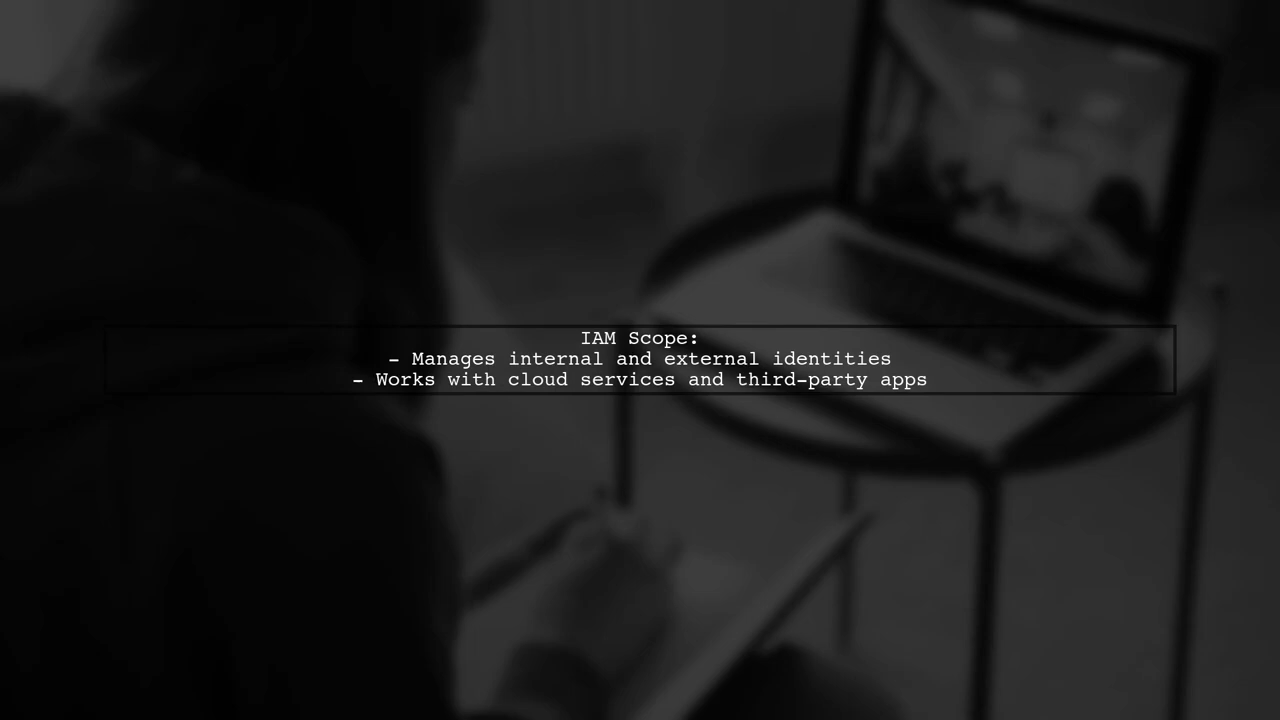 IAM Scope:
- Manages internal and external identities
- Works with cloud services and third-party apps